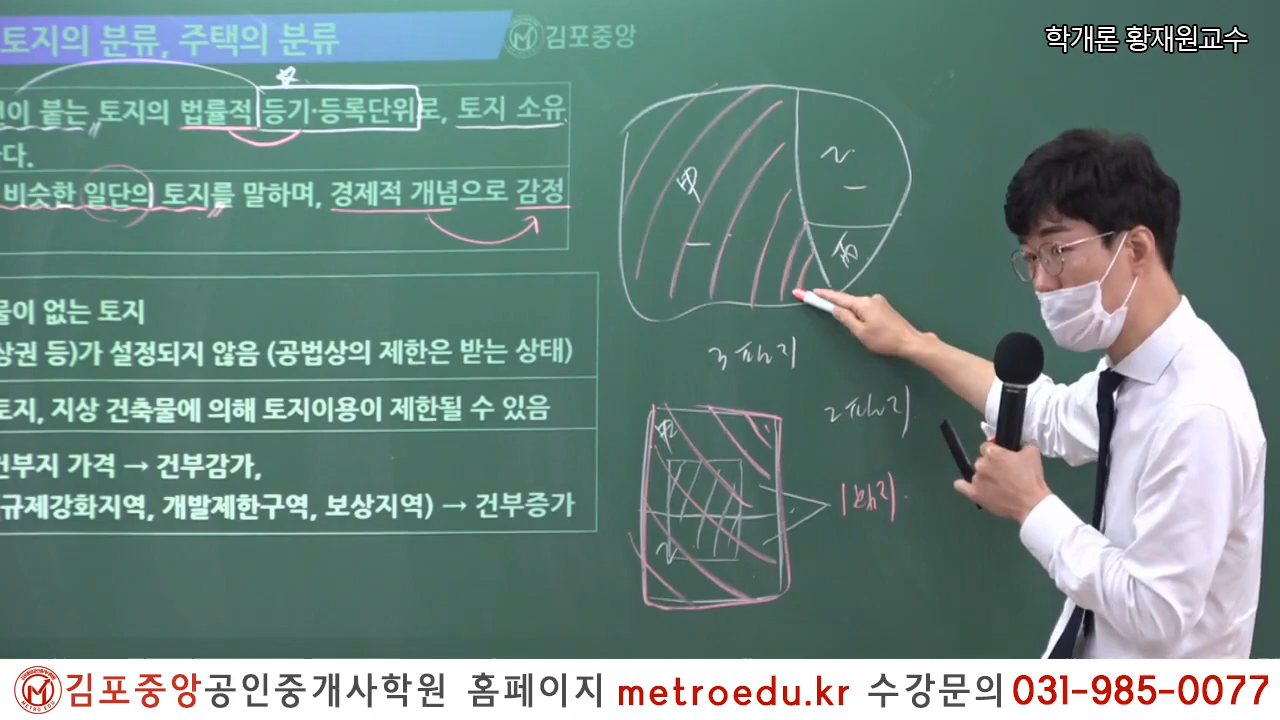 토지의 분류, 주택의 분류
김포중앙
학개론 황재원교수
이 붙는 토지의 법률적 등기·등록단위로, 토지 소유
다.
비슷한 일단의 토지를 말하며, 경제적 개념으로 감정
물이 없는 토지
상권 등)가 설정되지 않음 (공법상의 제한은 받는 상태)
토지, 지상 건축물에 의해 토지이용이 제한될 수 있음
건부지 가격 → 건부감가,
규제강화지역, 개발제한구역, 보상지역) → 건부증가
甲
乙
丙
3필지
2필지
甲
乙
1획지
김포중앙공인중개사학원 홈페이지 metroedu.kr 수강문의 031-985-0077